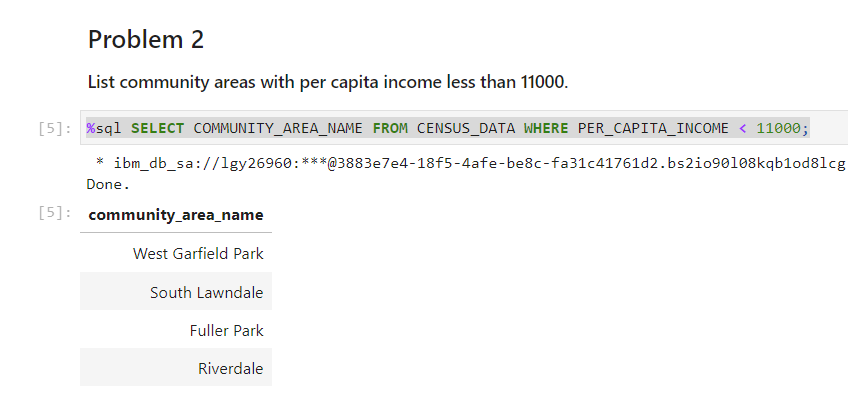 Problem 2
List community areas with per capita income less than 11000.
[5]: %sql SELECT COMMUNITY_AREA_NAME FROM CENSUS_DATA WHERE PER_CAPITA_INCOME < 11000;
* ibm_db_sa://lgy26960:***@3883e7e4-18f5-4afe-be8c-fa31c41761d2.bs2io90l08kqb1od8lcg
Done.
[5]: community_area_name
West Garfield Park
South Lawndale
Fuller Park
Riverdale